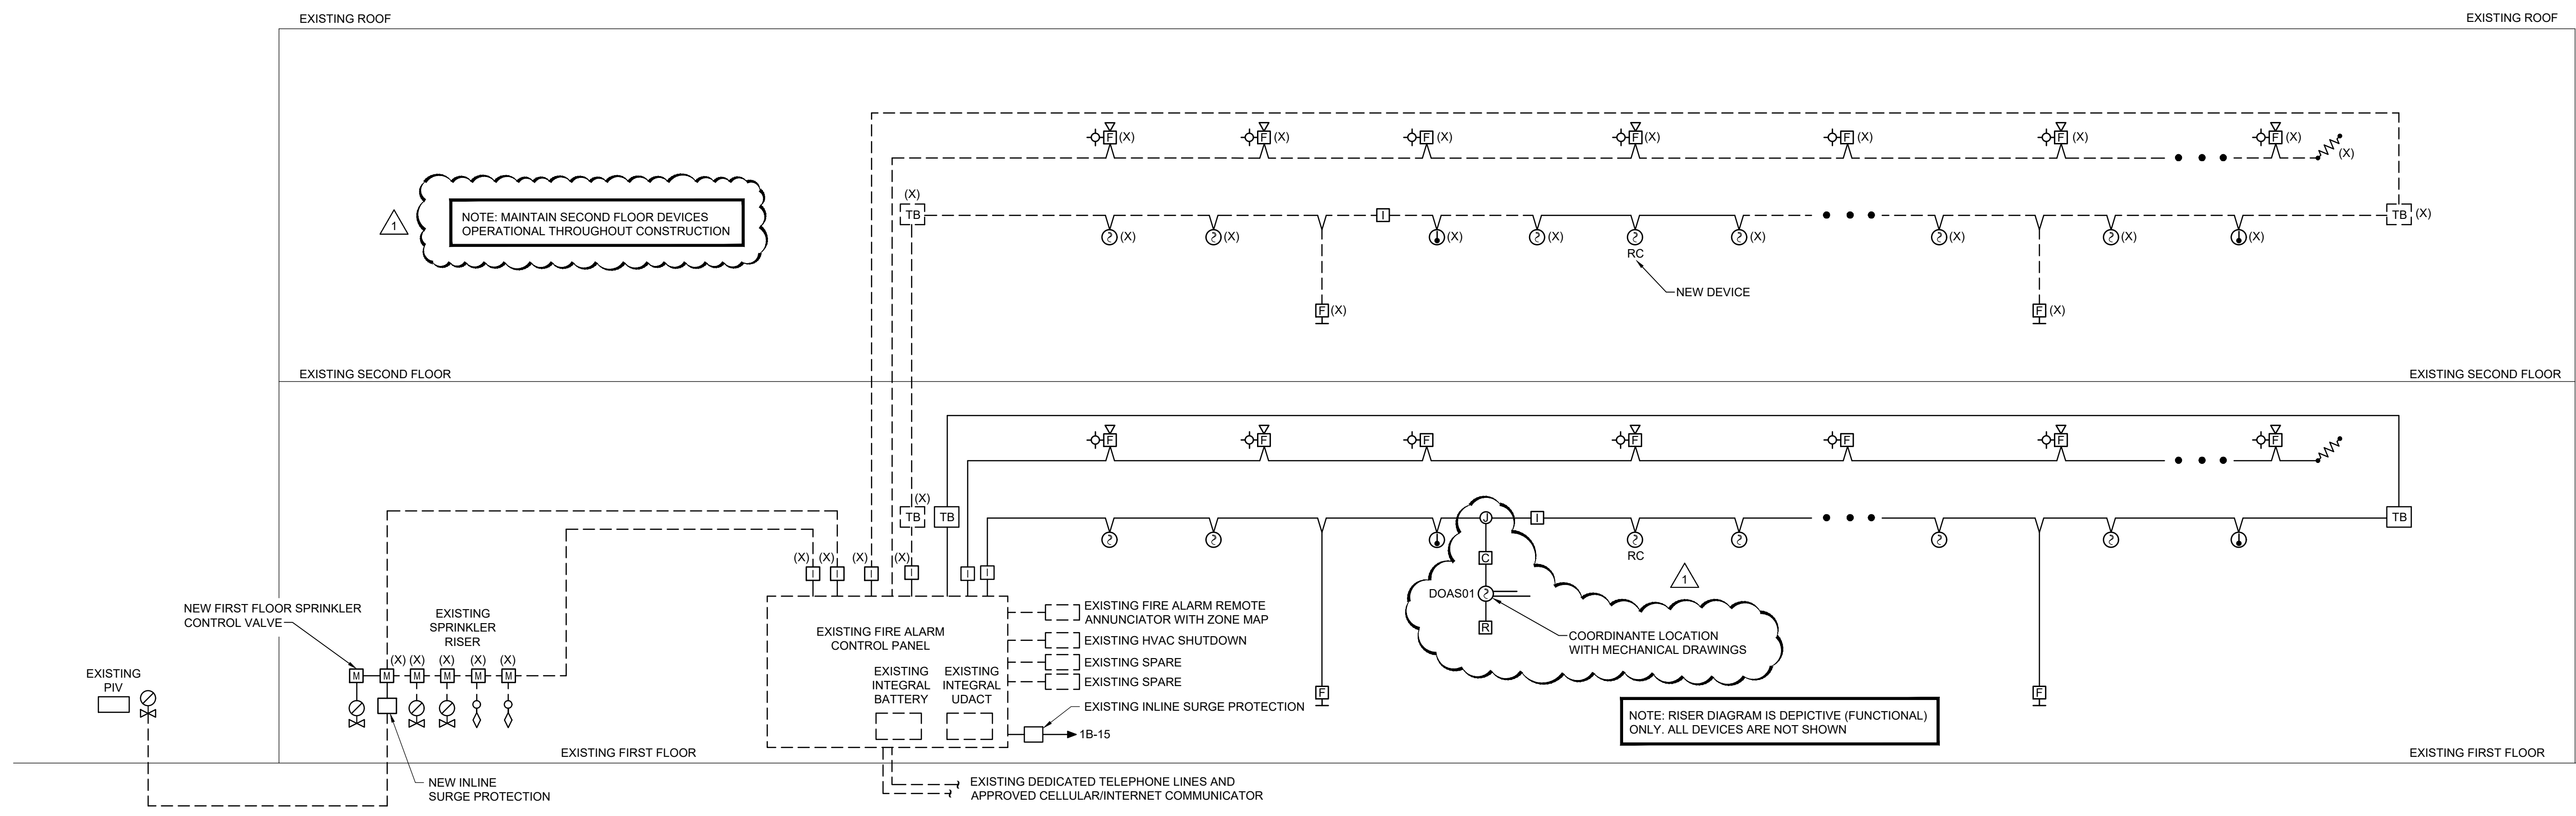 EXISTING ROOF
EXISTING ROOF
F (X)
F (X)
F (X)
F (X)
F (X)
F (X)
F (X)
(X)
1
NOTE: MAINTAIN SECOND FLOOR DEVICES
OPERATIONAL THROUGHOUT CONSTRUCTION
(X)
TB
I
TB (X)
(X)
(X)
(X)
(X)
(X)
(X)
(X)
(X)
RC
NEW DEVICE
F (X)
F (X)
EXISTING SECOND FLOOR
EXISTING SECOND FLOOR
F
F
F
F
F
F
F
(X)
TB
TB
J
I
TB
RC
(X)
(X)
(X)
(X)
I
I
I
I
I
I
C
1
DOAS01
R
COORDINANTE LOCATION
WITH MECHANICAL DRAWINGS
NEW FIRST FLOOR SPRINKLER
CONTROL VALVE
EXISTING
SPRINKLER
RISER
(X)
(X)
(X)
(X)
(X)
M
M
M
M
M
M
EXISTING
PIV
NEW INLINE
SURGE PROTECTION
EXISTING FIRE ALARM
CONTROL PANEL
EXISTING
INTEGRAL
BATTERY
EXISTING
INTEGRAL
UDACT
EXISTING FIRE ALARM REMOTE
ANNUNCIATOR WITH ZONE MAP
EXISTING HVAC SHUTDOWN
EXISTING SPARE
EXISTING SPARE
EXISTING INLINE SURGE PROTECTION
1B-15
F
F
NOTE: RISER DIAGRAM IS DEPICTIVE (FUNCTIONAL)
ONLY. ALL DEVICES ARE NOT SHOWN
EXISTING FIRST FLOOR
EXISTING FIRST FLOOR
EXISTING DEDICATED TELEPHONE LINES AND
APPROVED CELLULAR/INTERNET COMMUNICATOR